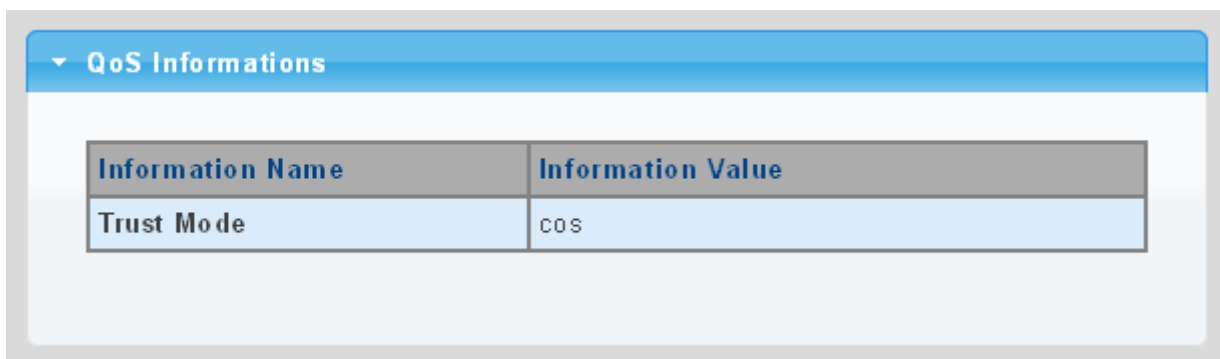 QoS Informations
Information Name Information Value
Trust Mode cos